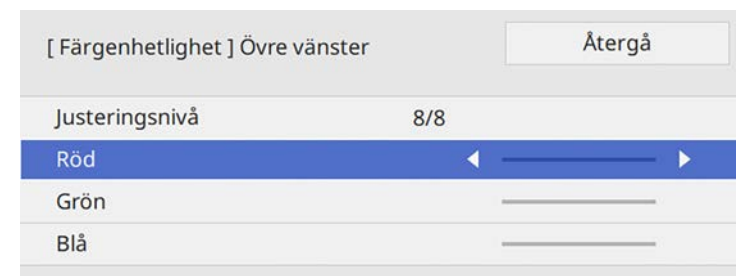 [ Färgenhetlighet ] Övre vänster
Återgå
Justeringsnivå 8/8
Röd
Grön
Blå